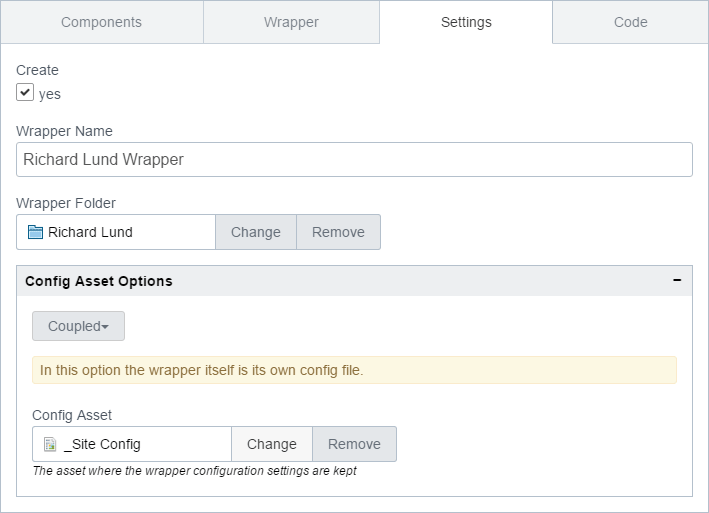 Components Wrapper Settings Code
Create
yes
Wrapper Name
Richard Lund Wrapper
Wrapper Folder
Richard Lund Change Remove
Config Asset Options −
Coupled
In this option the wrapper itself is its own config file.
Config Asset
_Site Config Change Remove
The asset where the wrapper configuration settings are kept